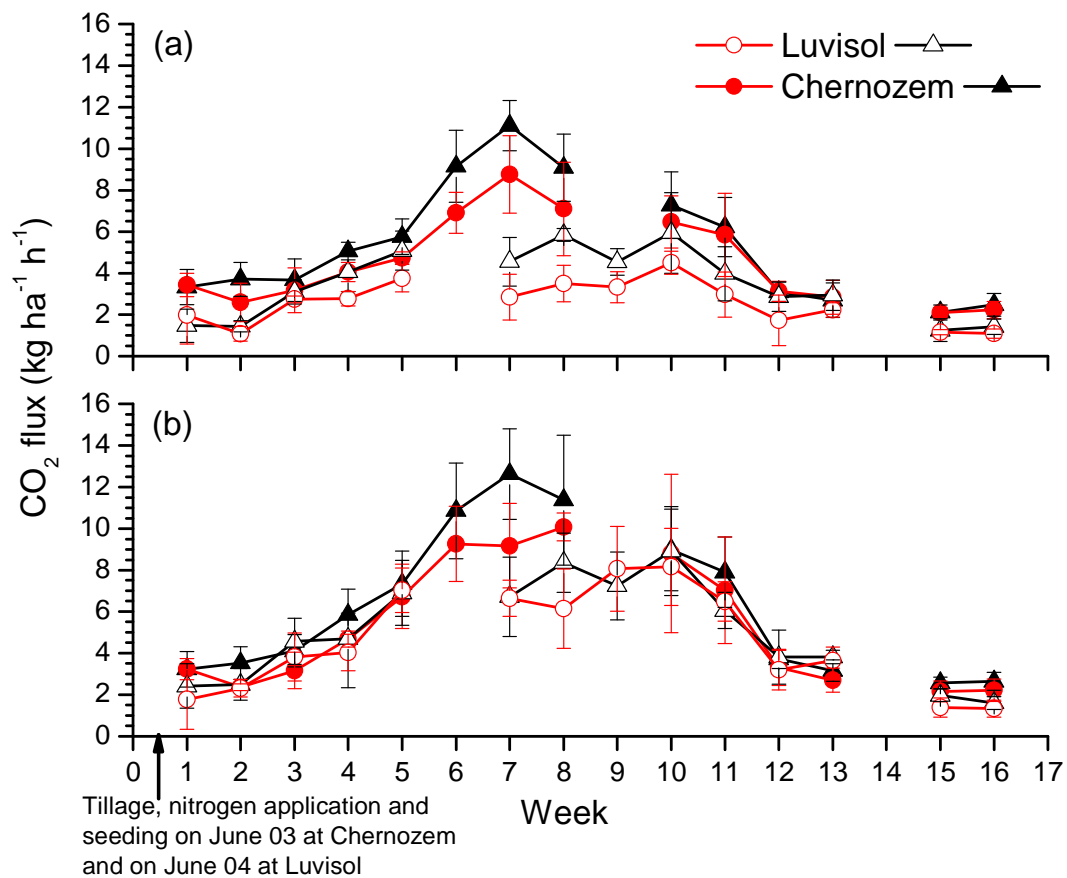 (a)
Luvisol
Chernozem
16
14
12
10
8
6
4
2
0
CO₂ flux (kg ha⁻¹ h⁻¹)
(b)
16
14
12
10
8
6
4
2
0
0 1 2 3 4 5 6 7 8 9 10 11 12 13 14 15 16 17
Week
Tillage, nitrogen application and
seeding on June 03 at Chernozem
and on June 04 at Luvisol